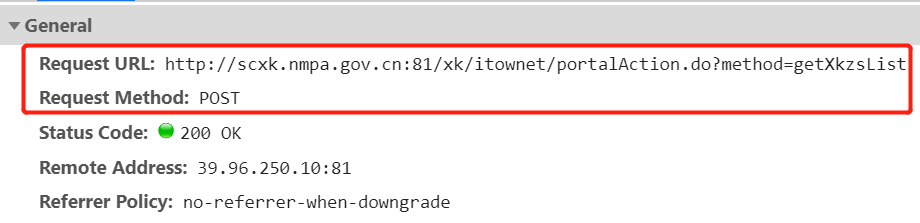 General
Request URL: http://scxk.nmpa.gov.cn:81/xk/itownet/portalAction.do?method=getXkzsList
Request Method: POST
Status Code: 200 OK
Remote Address: 39.96.250.10:81
Referrer Policy: no-referrer-when-downgrade